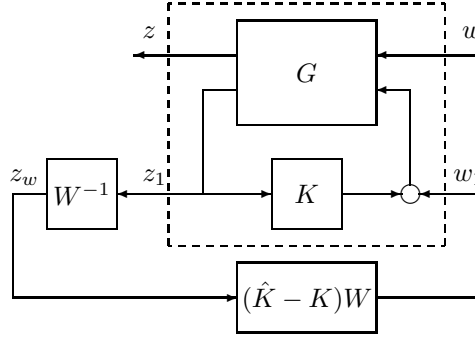 z w
G
z_w z_1 w_1
W^{-1} K
(\hat{K} − K)W